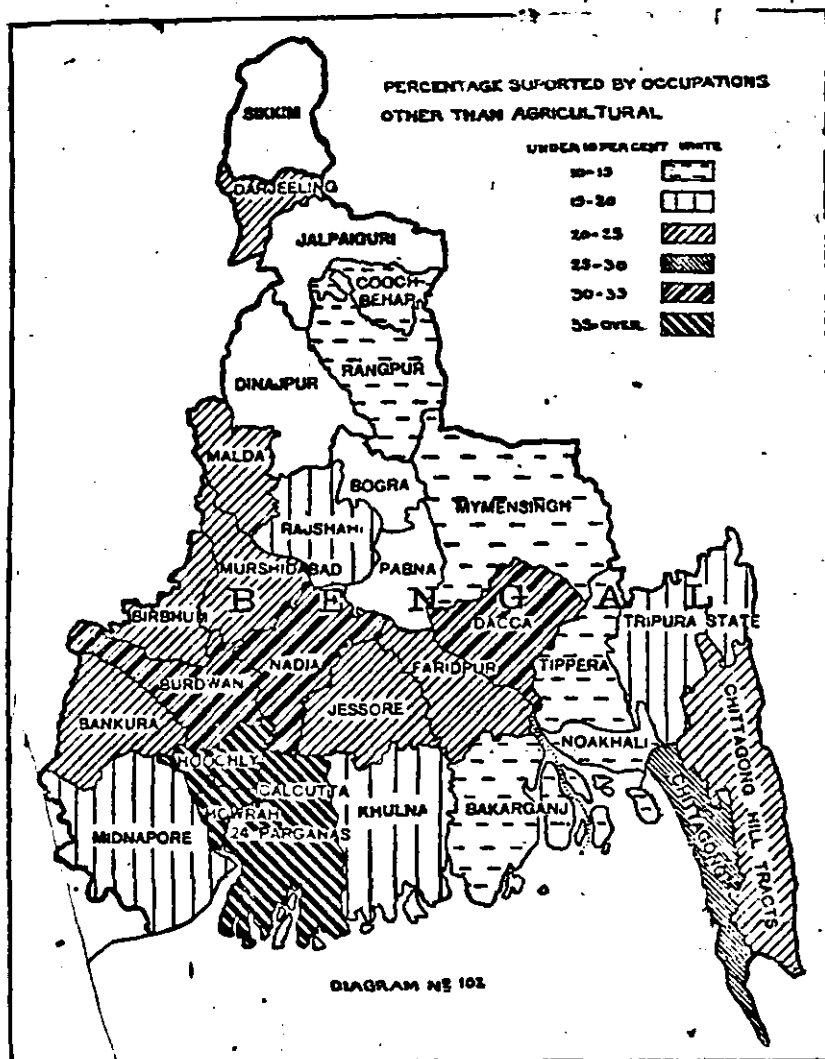 PERCENTAGE SUPORTED BY OCCUPATIONS
OTHER THAN AGRICULTURAL
UNDER 10 PER CENT WHITE
10-15
15-20
20-25
25-30
30-35
35-OVER
SIKKIM
DARJEELING
JALPAIGURI
COOCH
BEHAR
RANGPUR
DINAJPUR
MALDA
BOGRA
MYMENSINGH
RAJSHAHI
PABNA
MURSHIDABAD
BENGAL
BIRBHUM
DACCA
TRIPURA STATE
NADIA
FARIDPUR
TIPPERA
BURDWAN
JESSORE
BANKURA
NOAKHALI
CHITTAGONG HILL TRACTS
HOOGHLY
CALCUTTA
KHULNA
BAKARGANJ
CHITTAGONG
HOWRAH
24 PARGANAS
MIDNAPORE
DIAGRAM Nº 102